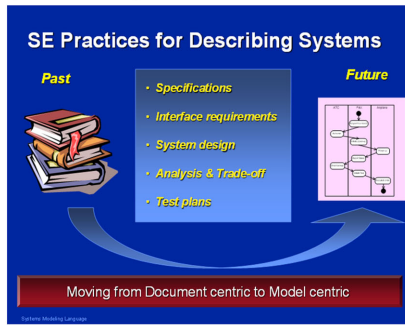 SE Practices for Describing Systems
Past
Future
• Specifications
• Interface requirements
• System design
• Analysis & Trade-off
• Test plans
Moving from Document centric to Model centric
Systems Modeling Language